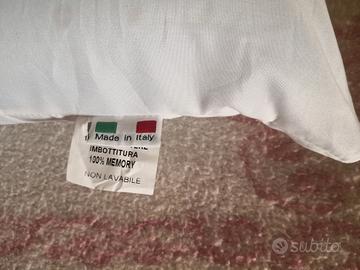 Made in Italy
IMBOTTITURA
100% MEMORY
NON LAVABILE
subito